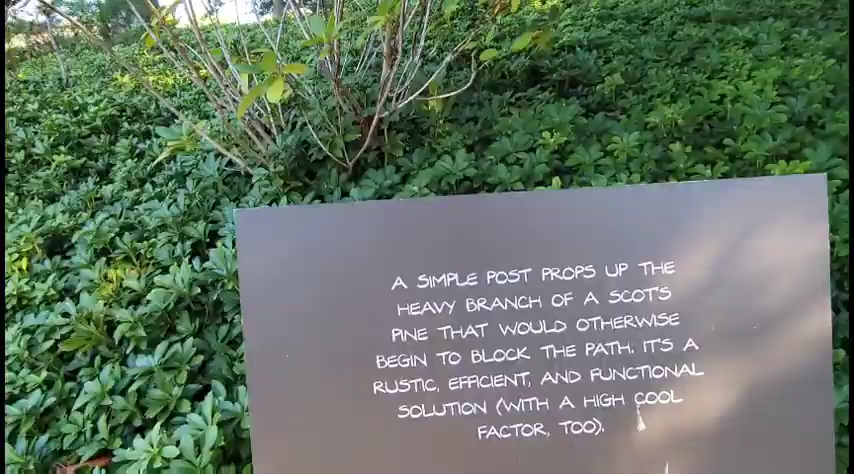 A SIMPLE POST PROPS UP THE
HEAVY BRANCH OF A SCOTS
PINE THAT WOULD OTHERWISE
BEGIN TO BLOCK THE PATH. IT'S A
RUSTIC, EFFICIENT, AND FUNCTIONAL
SOLUTION (WITH A HIGH COOL
FACTOR, TOO).